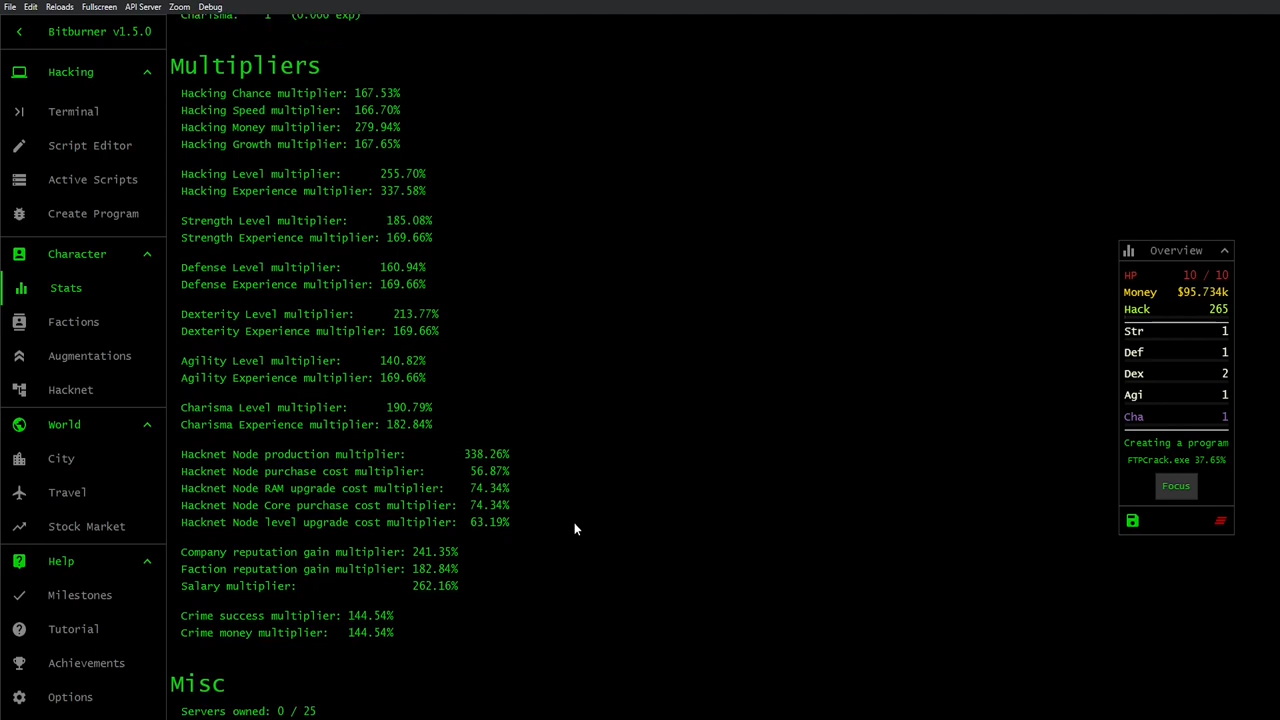 File Edit Reloads Fullscreen API Server Zoom Debug
Bitburner v1.5.0
Hacking
Terminal
Script Editor
Active Scripts
Create Program
Character
Stats
Factions
Augmentations
Hacknet
World
City
Travel
Stock Market
Help
Milestones
Tutorial
Achievements
Options
Charisma: 1 (0.000 exp)
Multipliers
Hacking Chance multiplier: 167.53%
Hacking Speed multiplier: 166.70%
Hacking Money multiplier: 279.94%
Hacking Growth multiplier: 167.65%
Hacking Level multiplier: 255.70%
Hacking Experience multiplier: 337.58%
Strength Level multiplier: 185.08%
Strength Experience multiplier: 169.66%
Defense Level multiplier: 160.94%
Defense Experience multiplier: 169.66%
Dexterity Level multiplier: 213.77%
Dexterity Experience multiplier: 169.66%
Agility Level multiplier: 140.82%
Agility Experience multiplier: 169.66%
Charisma Level multiplier: 190.79%
Charisma Experience multiplier: 182.84%
Hacknet Node production multiplier: 338.26%
Hacknet Node purchase cost multiplier: 56.87%
Hacknet Node RAM upgrade cost multiplier: 74.34%
Hacknet Node Core purchase cost multiplier: 74.34%
Hacknet Node level upgrade cost multiplier: 63.19%
Company reputation gain multiplier: 241.35%
Faction reputation gain multiplier: 182.84%
Salary multiplier: 262.16%
Crime success multiplier: 144.54%
Crime money multiplier: 144.54%
Misc
Servers owned: 0 / 25
Overview
HP 10 / 10
Money $95.734k
Hack 265
Str 1
Def 1
Dex 2
Agi 1
Cha 1
Creating a program
FTPCrack.exe 37.65%
Focus